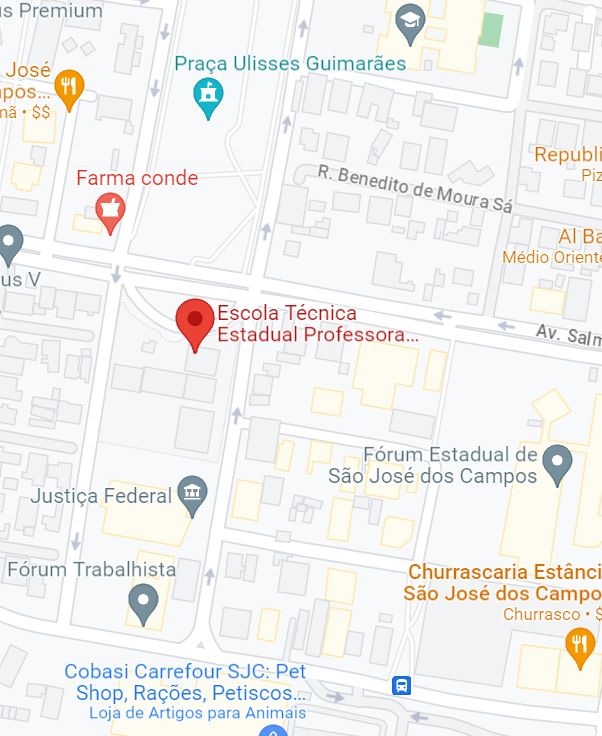 us Premium
Praça Ulisses Guimarães
José
pos...
mã • $$
Republi
Piz
R. Benedito de Moura Sá
Farma conde
Al Ba
Médio Oriente
us V
Escola Técnica
Estadual Professora...
Av. Salm
Fórum Estadual de
São José dos Campos
Justiça Federal
Fórum Trabalhista
Churrascaria Estânci
São José dos Campo
Churrasco • $
Cobasi Carrefour SJC: Pet
Shop, Rações, Petiscos...
Loja de Artigos para Animais